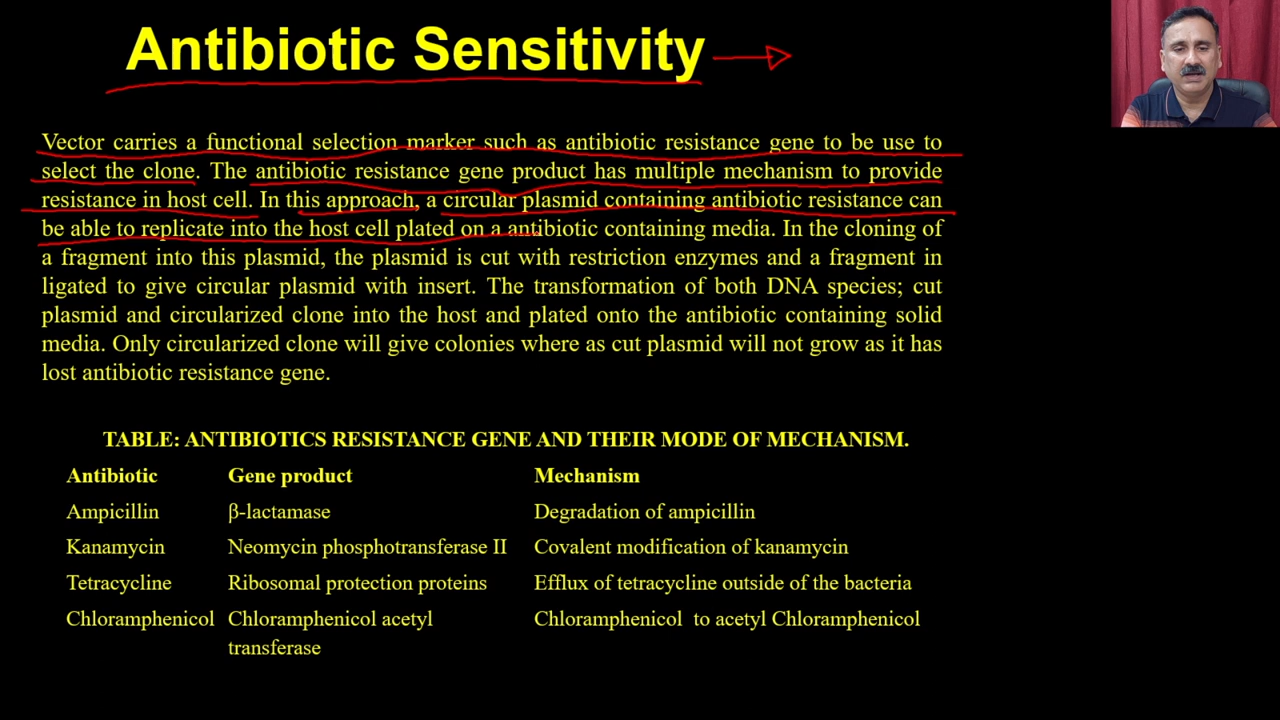 Antibiotic Sensitivity
Vector carries a functional selection marker such as antibiotic resistance gene to be use to
select the clone. The antibiotic resistance gene product has multiple mechanism to provide
resistance in host cell. In this approach, a circular plasmid containing antibiotic resistance can
be able to replicate into the host cell plated on a antibiotic containing media. In the cloning of
a fragment into this plasmid, the plasmid is cut with restriction enzymes and a fragment in
ligated to give circular plasmid with insert. The transformation of both DNA species; cut
plasmid and circularized clone into the host and plated onto the antibiotic containing solid
media. Only circularized clone will give colonies where as cut plasmid will not grow as it has
lost antibiotic resistance gene.
TABLE: ANTIBIOTICS RESISTANCE GENE AND THEIR MODE OF MECHANISM.
Antibiotic Gene product Mechanism
Ampicillin β-lactamase Degradation of ampicillin
Kanamycin Neomycin phosphotransferase II Covalent modification of kanamycin
Tetracycline Ribosomal protection proteins Efflux of tetracycline outside of the bacteria
Chloramphenicol Chloramphenicol acetyl Chloramphenicol to acetyl Chloramphenicol
transferase